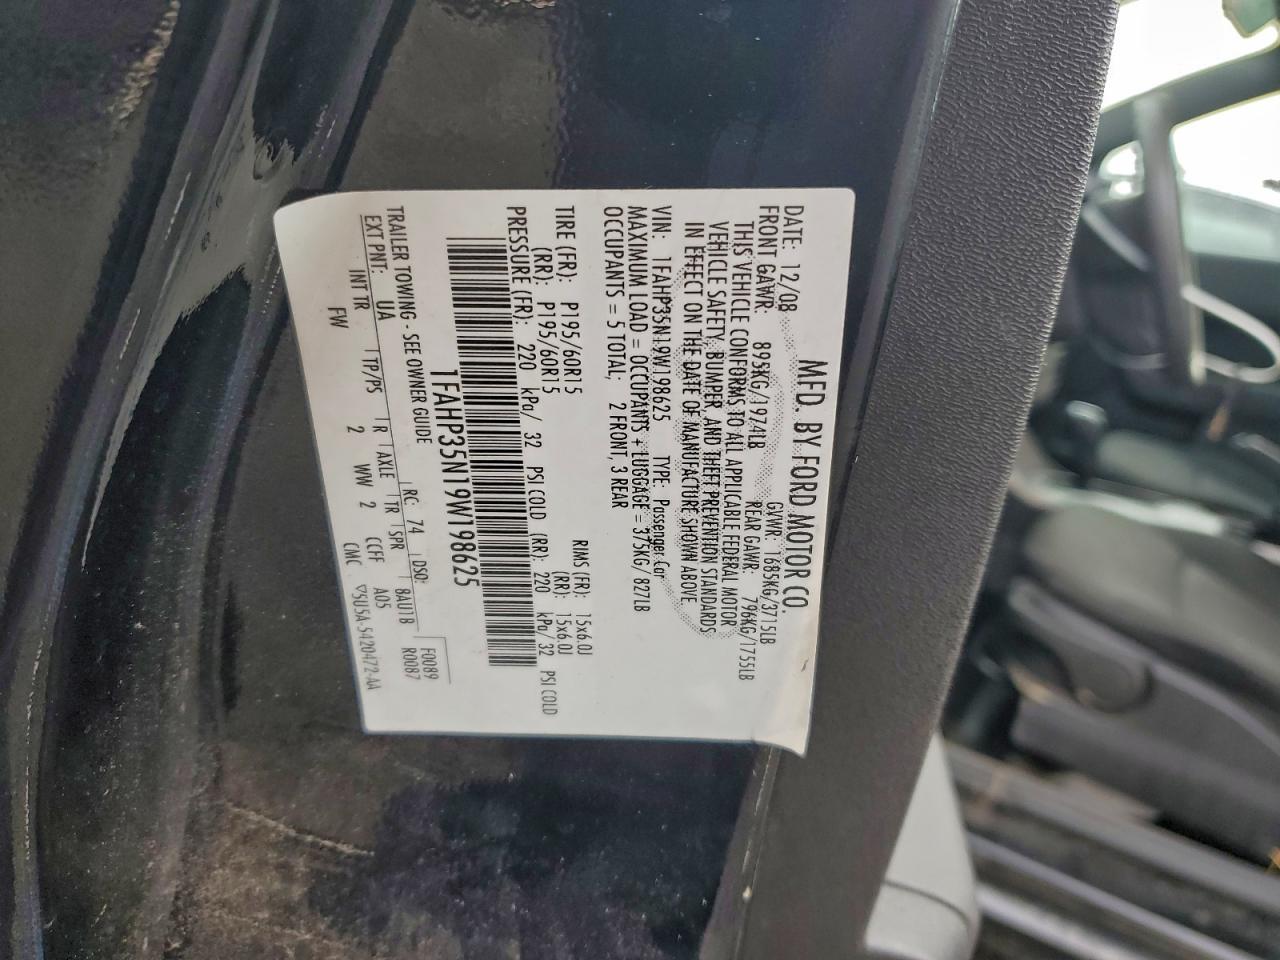 MFD. BY FORD MOTOR CO.
DATE: 12/08 GVWR: 1685KG/3715LB
FRONT GAWR: 895KG/1974LB REAR GAWR: 796KG/1755LB
THIS VEHICLE CONFORMS TO ALL APPLICABLE FEDERAL MOTOR
VEHICLE SAFETY, BUMPER, AND THEFT PREVENTION STANDARDS
IN EFFECT ON THE DATE OF MANUFACTURE SHOWN ABOVE
VIN: 1FAHP35N19W198625 TYPE: Passenger Car
MAXIMUM LOAD = OCCUPANTS + LUGGAGE = 375KG / 827LB
OCCUPANTS = 5 TOTAL; 2 FRONT, 3 REAR
TIRE (FR): P195/60R15 RIMS (FR): 15x6.0J
(RR): P195/60R15 (RR): 15x6.0J
PRESSURE (FR): 220 kPa/ 32 PSI COLD (RR): 220 kPa/32 PSI COLD
1FAHP35N19W198625
TRAILER TOWING - SEE OWNER GUIDE RC: 74 DSO: F0089
EXT PNT: UA 8AU1B R0087
INT TR TP/PS R AXLE TR SPR
FW 2 2 WW 2 CCFF A05
CMC 5U5A-5420472-AA